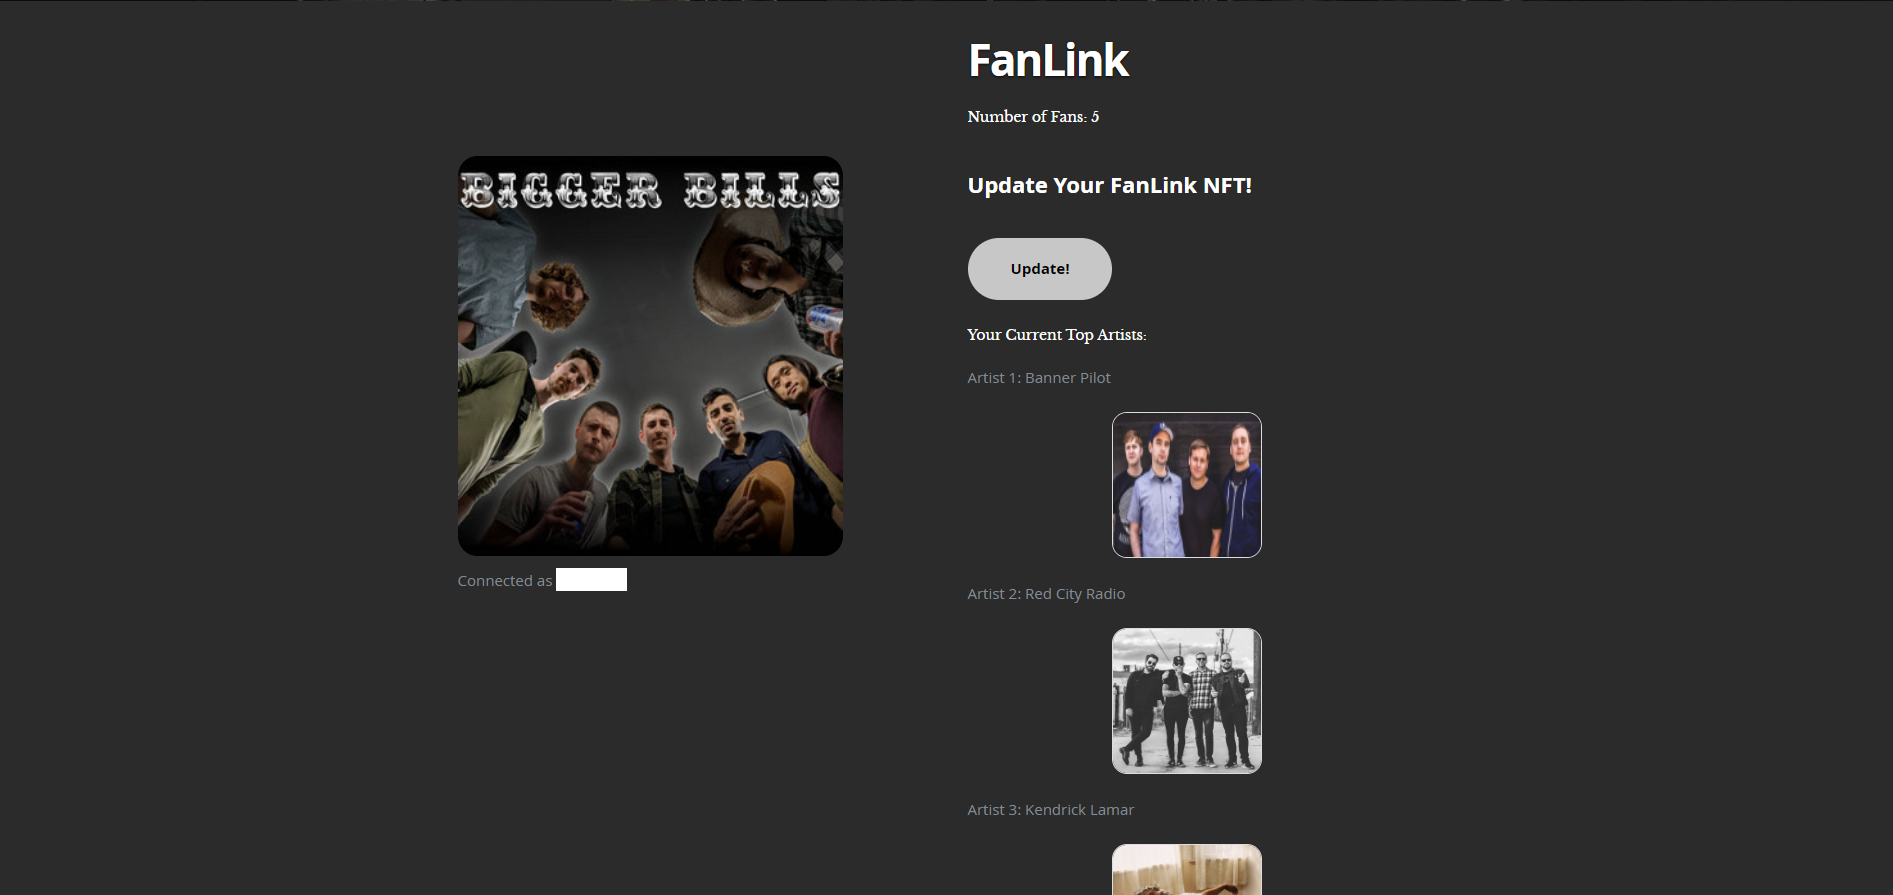 FanLink
Number of Fans: 5
BIGGER BILLS
Update Your FanLink NFT!
Update!
Your Current Top Artists:
Artist 1: Banner Pilot
Connected as
Artist 2: Red City Radio
Artist 3: Kendrick Lamar